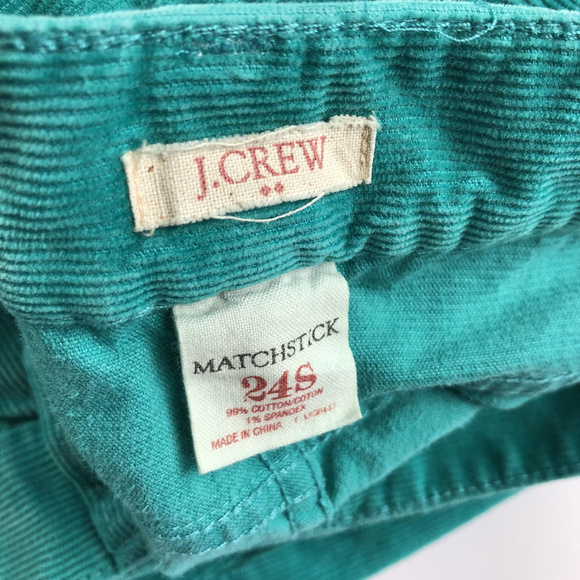 J.CREW
MATCHSTICK
24S
99% COTTON/COTON
1% SPANDEX
MADE IN CHINA